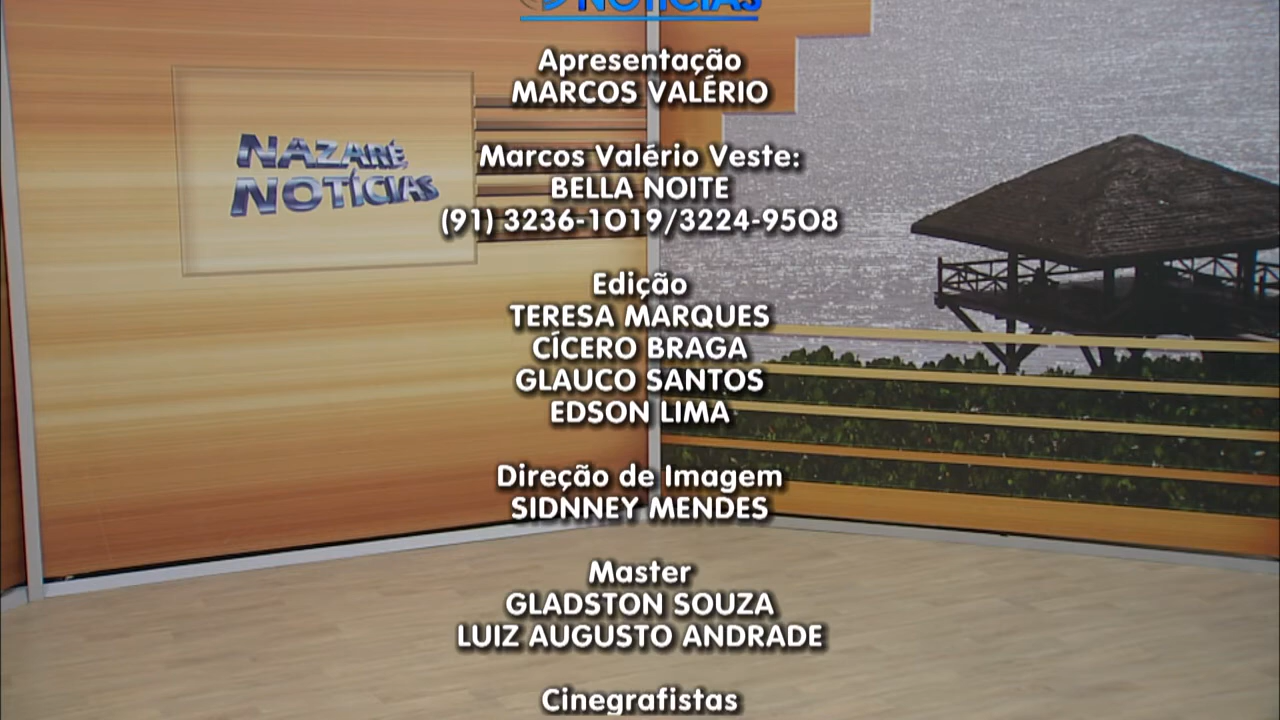 NOTÍCIAS
Apresentação
MARCOS VALÉRIO
Marcos Valério Veste:
BELLA NOITE
(91) 3236-1019/3224-9508
Edição
TERESA MARQUES
CÍCERO BRAGA
GLAUCO SANTOS
EDSON LIMA
Direção de Imagem
SIDNNEY MENDES
Master
GLADSTON SOUZA
LUIZ AUGUSTO ANDRADE
Cinegrafistas
NAZARÉ
NOTÍCIAS